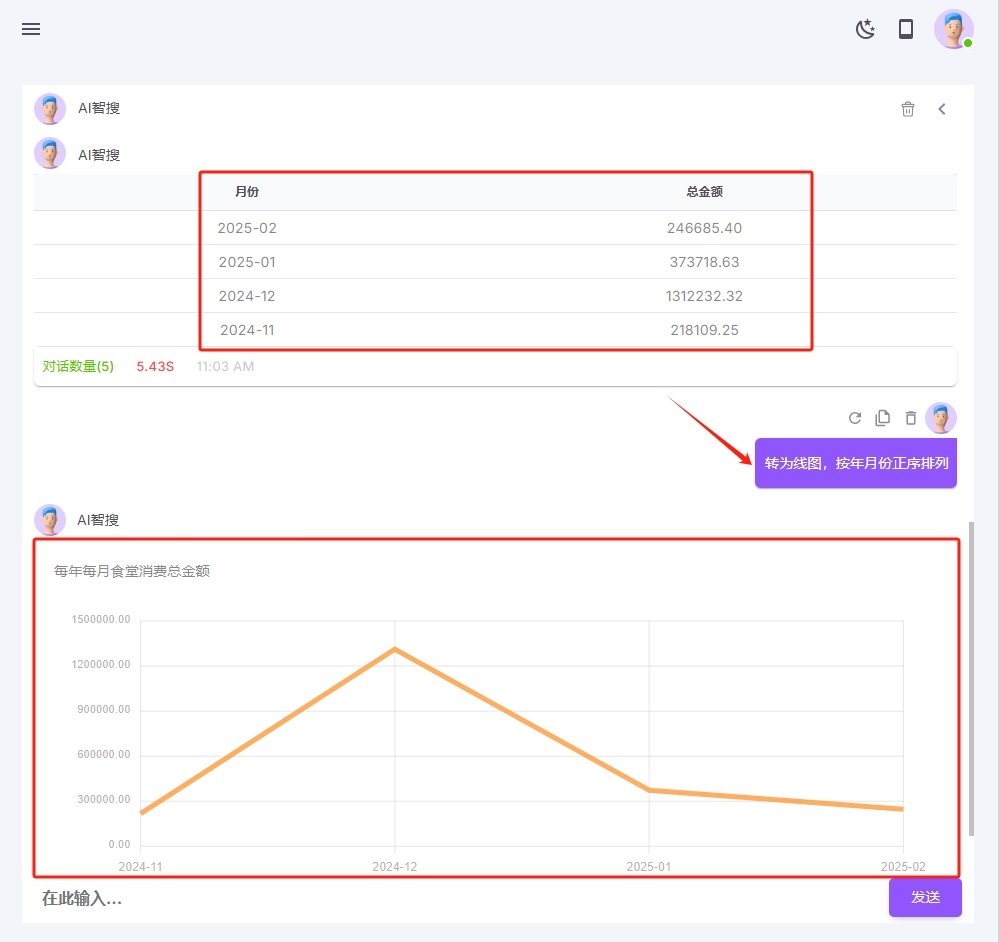 AI智搜
AI智搜
月份 总金额
2025-02 246685.40
2025-01 373718.63
2024-12 1312232.32
2024-11 218109.25
对话数量(5) 5.43S 11:03 AM
转为线图，按年月份正序排列
AI智搜
每年每月食堂消费总金额
1500000.00
1200000.00
900000.00
600000.00
300000.00
0.00
2024-11 2024-12 2025-01 2025-02
在此输入...
发送